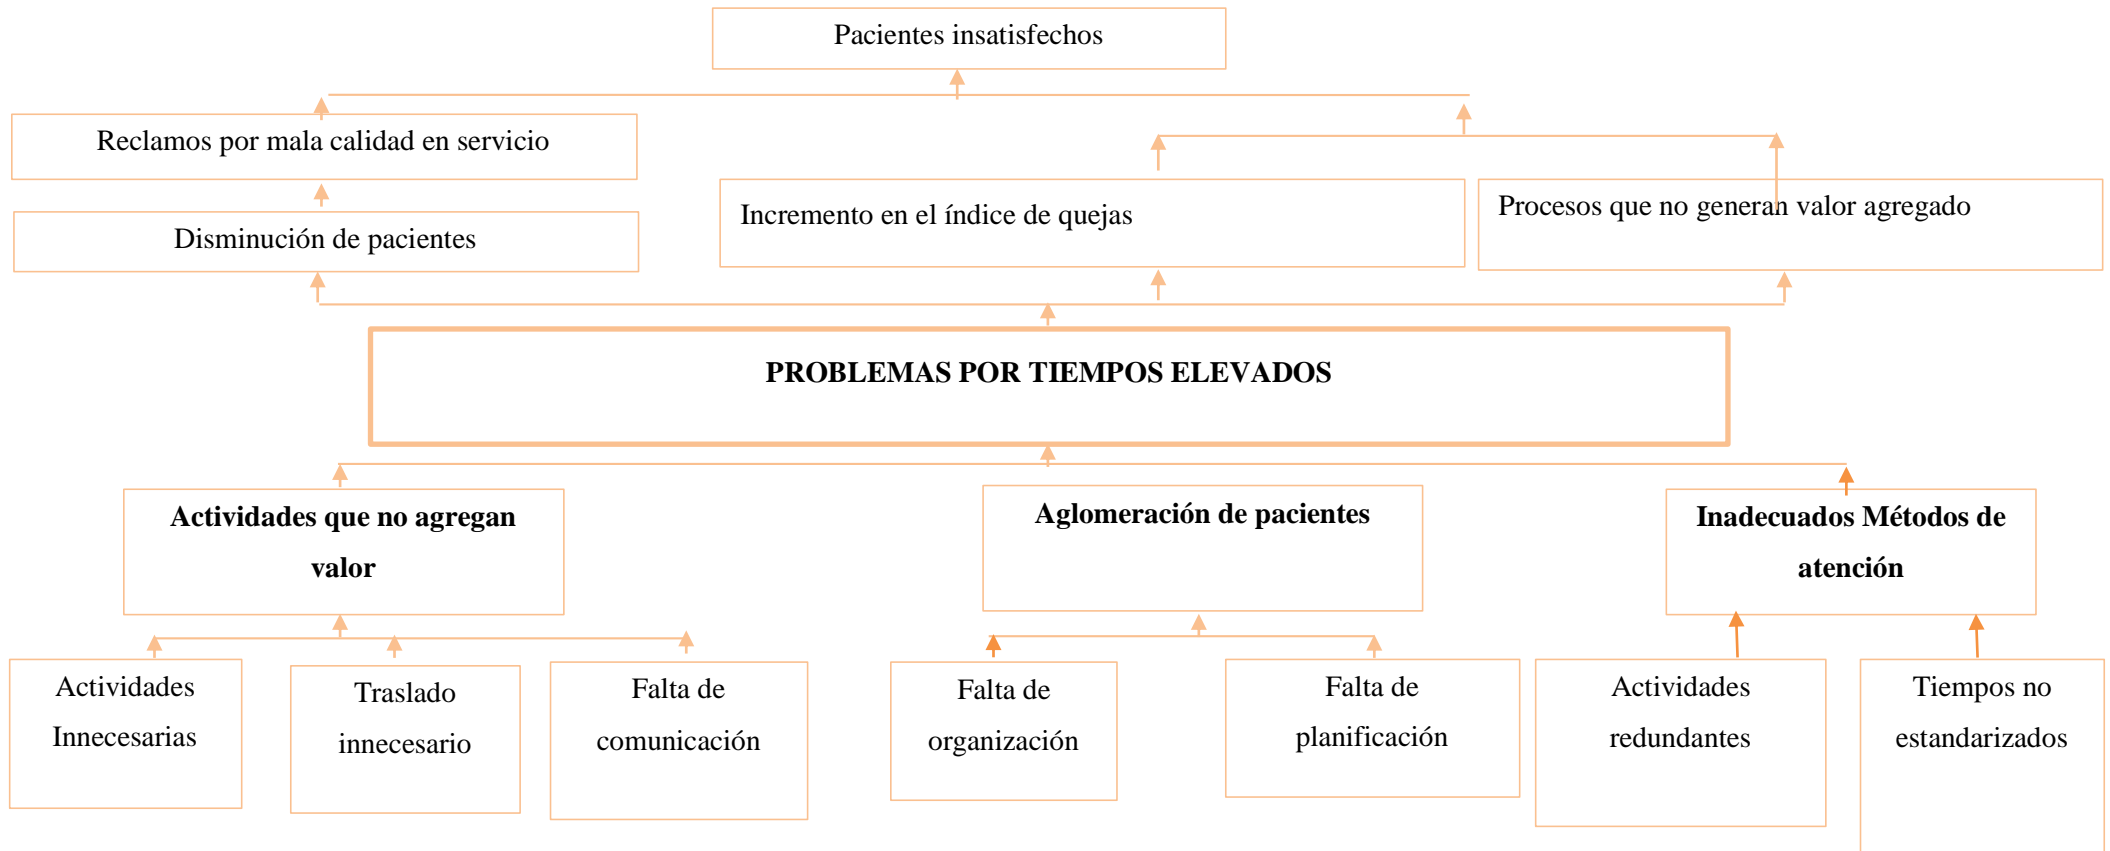 Pacientes insatisfechos
Reclamos por mala calidad en servicio
Disminución de pacientes
Incremento en el índice de quejas
Procesos que no generan valor agregado
PROBLEMAS POR TIEMPOS ELEVADOS
Actividades que no agregan
valor
Aglomeración de pacientes
Inadecuados Métodos de
atención
Actividades
Innecesarias
Traslado
innecesario
Falta de
comunicación
Falta de
organización
Falta de
planificación
Actividades
redundantes
Tiempos no
estandarizados